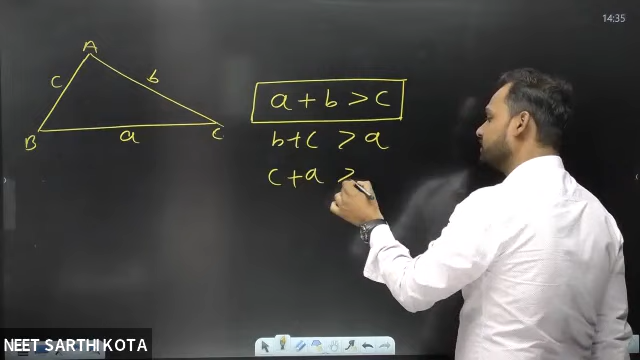 14:35
A
c
b
B
a
C
a + b > c
b + c > a
c + a >
NEET SARTHI KOTA